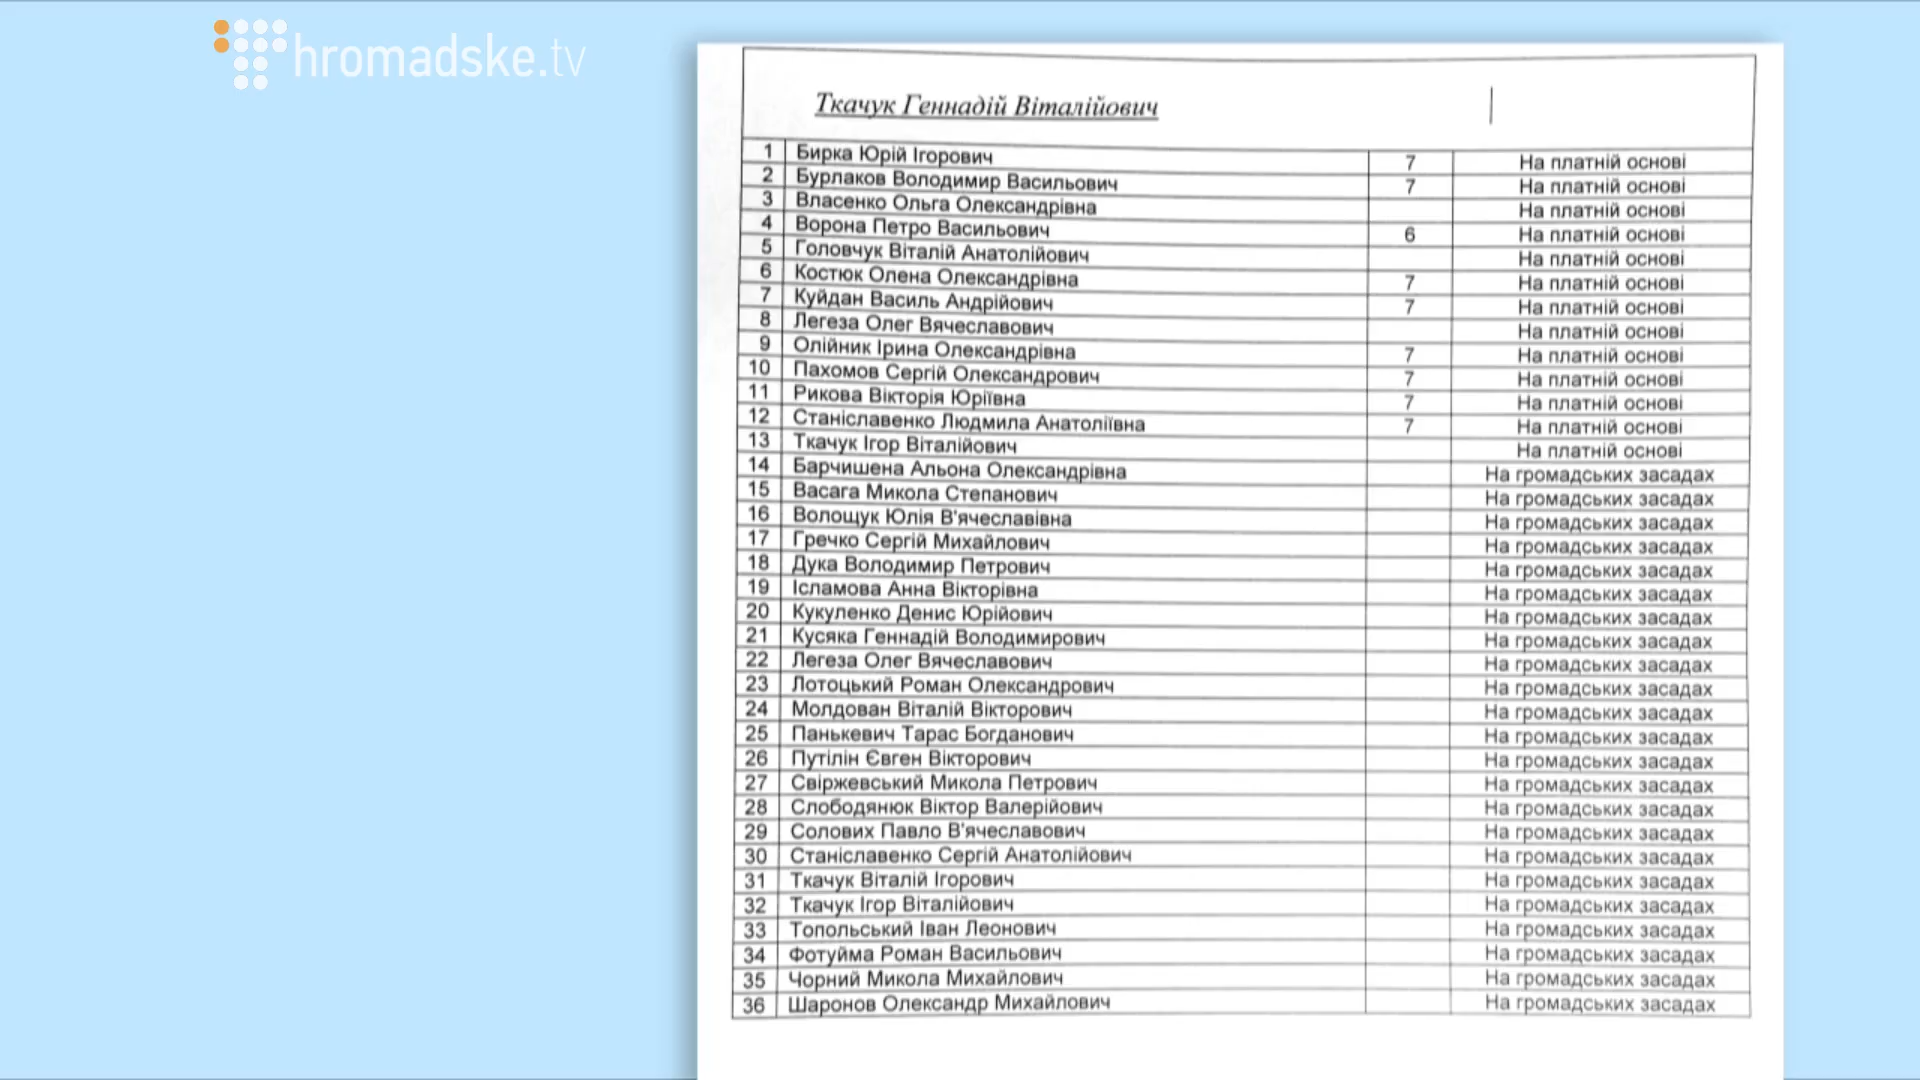 hromadske.tv
Ткачук Геннадій Віталійович
1 Бирка Юрій Ігорович 7 На платній основі
2 Бурлаков Володимир Васильович 7 На платній основі
3 Власенко Ольга Олександрівна На платній основі
4 Ворона Петро Васильович 6 На платній основі
5 Головчук Віталій Анатолійович На платній основі
6 Костюк Олена Олександрівна 7 На платній основі
7 Куйдан Василь Андрійович 7 На платній основі
8 Легеза Олег Вячеславович На платній основі
9 Олійник Ірина Олександрівна 7 На платній основі
10 Пахомов Сергій Олександрович 7 На платній основі
11 Рикова Вікторія Юріївна 7 На платній основі
12 Станіславенко Людмила Анатоліївна 7 На платній основі
13 Ткачук Ігор Віталійович На платній основі
14 Барчишена Альона Олександрівна На громадських засадах
15 Васага Микола Степанович На громадських засадах
16 Волощук Юлія В'ячеславівна На громадських засадах
17 Гречко Сергій Михайлович На громадських засадах
18 Дука Володимир Петрович На громадських засадах
19 Ісламова Анна Вікторівна На громадських засадах
20 Кукуленко Денис Юрійович На громадських засадах
21 Кусяка Геннадій Володимирович На громадських засадах
22 Легеза Олег Вячеславович На громадських засадах
23 Лотоцький Роман Олександрович На громадських засадах
24 Молдован Віталій Вікторович На громадських засадах
25 Панькевич Тарас Богданович На громадських засадах
26 Путілін Євген Вікторович На громадських засадах
27 Свіржевський Микола Петрович На громадських засадах
28 Слободянюк Віктор Валерійович На громадських засадах
29 Солових Павло В'ячеславович На громадських засадах
30 Станіславенко Сергій Анатолійович На громадських засадах
31 Ткачук Віталій Ігорович На громадських засадах
32 Ткачук Ігор Віталійович На громадських засадах
33 Топольський Іван Леонович На громадських засадах
34 Фотуйма Роман Васильович На громадських засадах
35 Чорний Микола Михайлович На громадських засадах
36 Шаронов Олександр Михайлович На громадських засадах